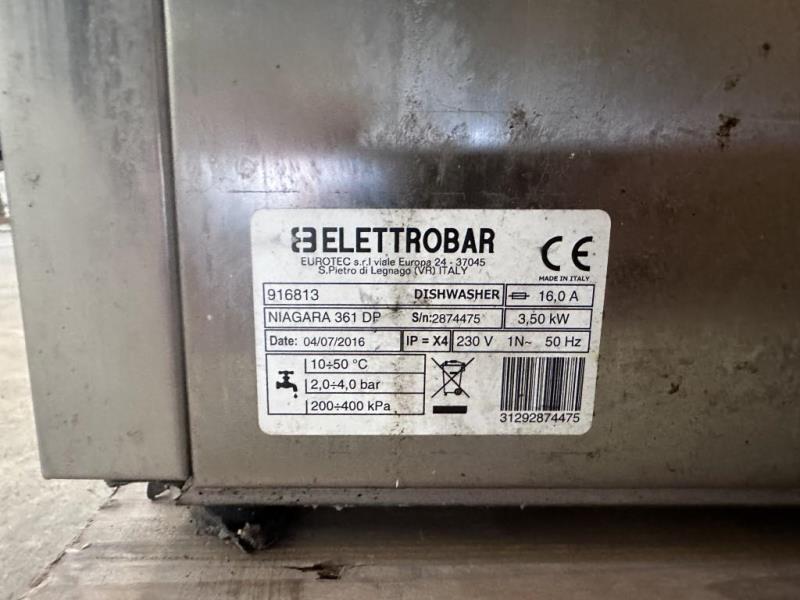 ELETTROBAR
EUROTEC s.r.l viale Europa 24 - 37045
S.Pietro di Legnago (VR) ITALY
CE
MADE IN ITALY
916813 DISHWASHER 16,0 A
NIAGARA 361 DP S/n:2874475 3,50 kW
Date: 04/07/2016 IP = X4 230 V 1N~ 50 Hz
10÷50 °C
2,0÷4,0 bar
200÷400 kPa
31292874475